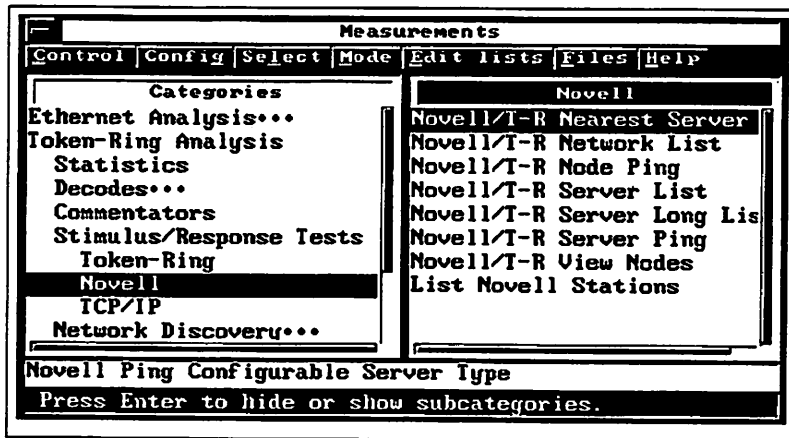 Measurements
Control Config Select Mode Edit lists Files Help
Categories
Ethernet Analysis•••
Token-Ring Analysis
Statistics
Decodes•••
Commentators
Stimulus/Response Tests
Token-Ring
Novell
TCP/IP
Network Discovery•••
Novell
Novell/T-R Nearest Server
Novell/T-R Network List
Novell/T-R Node Ping
Novell/T-R Server List
Novell/T-R Server Long Lis
Novell/T-R Server Ping
Novell/T-R View Nodes
List Novell Stations
Novell Ping Configurable Server Type
Press Enter to hide or show subcategories.